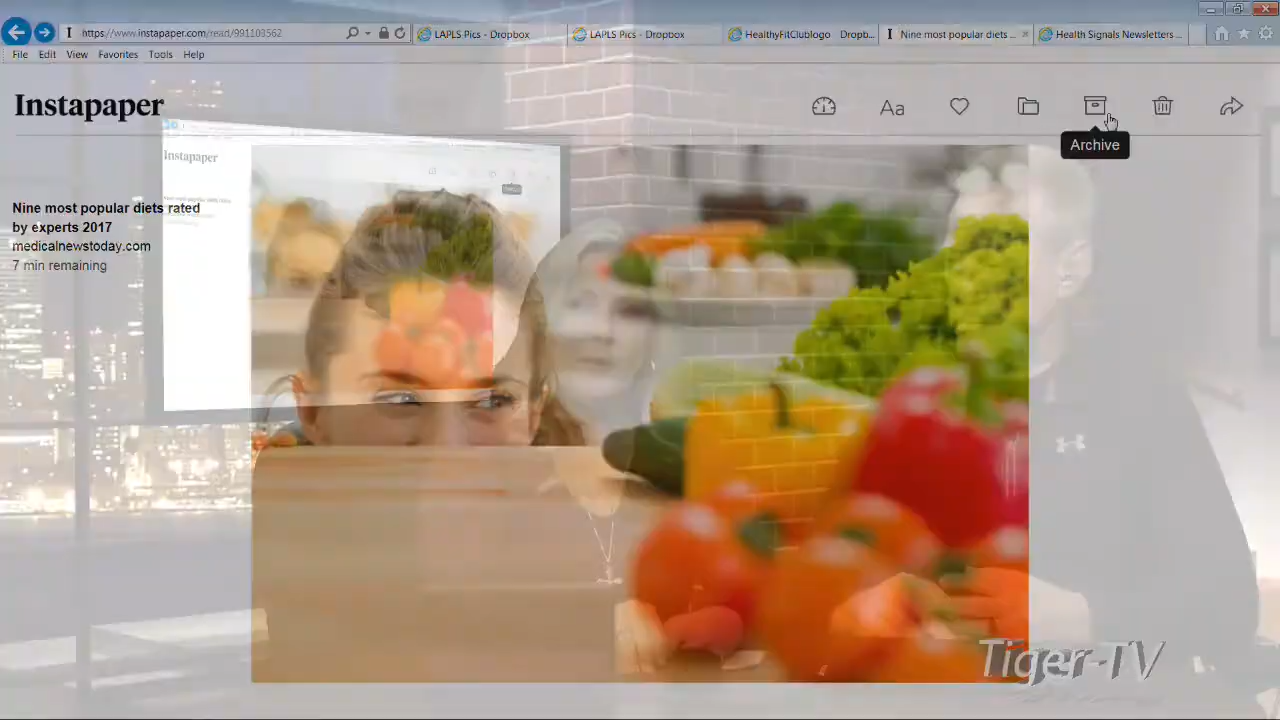 https://www.instapaper.com/read/991103562
LAPLS Pics - Dropbox
LAPLS Pics - Dropbox
HealthyFitClublogo Dropb...
Nine most popular diets ...
Health Signals Newsletters ...
File Edit View Favorites Tools Help
Instapaper
Aa
Archive
Instapaper
Nine most popular diets rated
by experts 2017
medicalnewstoday.com
7 min remaining
Tiger-TV